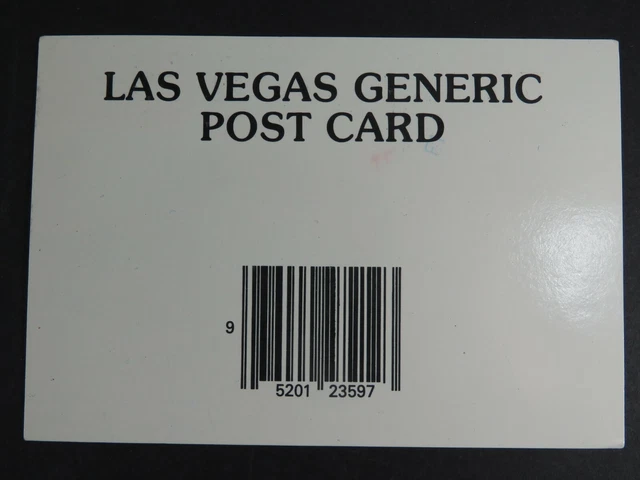 LAS VEGAS GENERIC
POST CARD
9 5201 23597